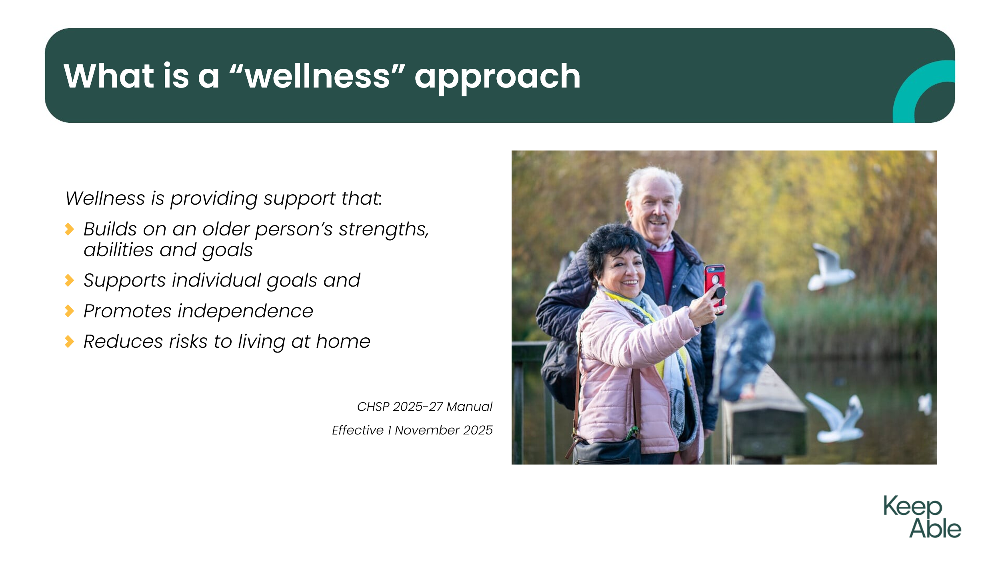 What is a “wellness” approach
Wellness is providing support that:
Builds on an older person’s strengths,
abilities and goals
Supports individual goals and
Promotes independence
Reduces risks to living at home
CHSP 2025-27 Manual
Effective 1 November 2025
Keep
Able